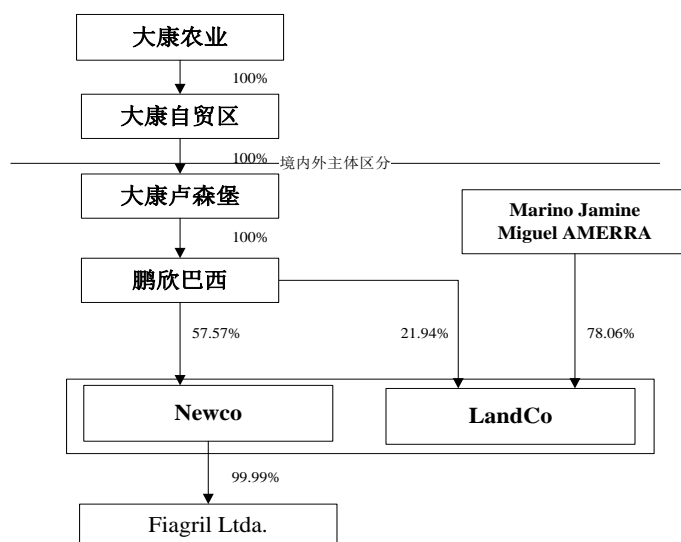 大康农业
100%
大康自贸区
100%
境内外主体区分
大康卢森堡
Marino Jamine
Miguel AMERRA
100%
鹏欣巴西
57.57%
21.94%
78.06%
Newco
LandCo
99.99%
Fiagril Ltda.